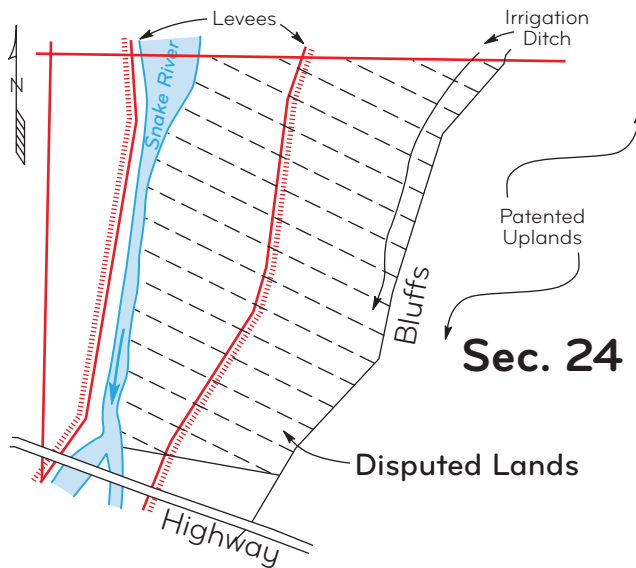 Levees
Irrigation
Ditch
N
Snake River
Patented
Uplands
Bluffs
Sec. 24
Disputed Lands
Highway